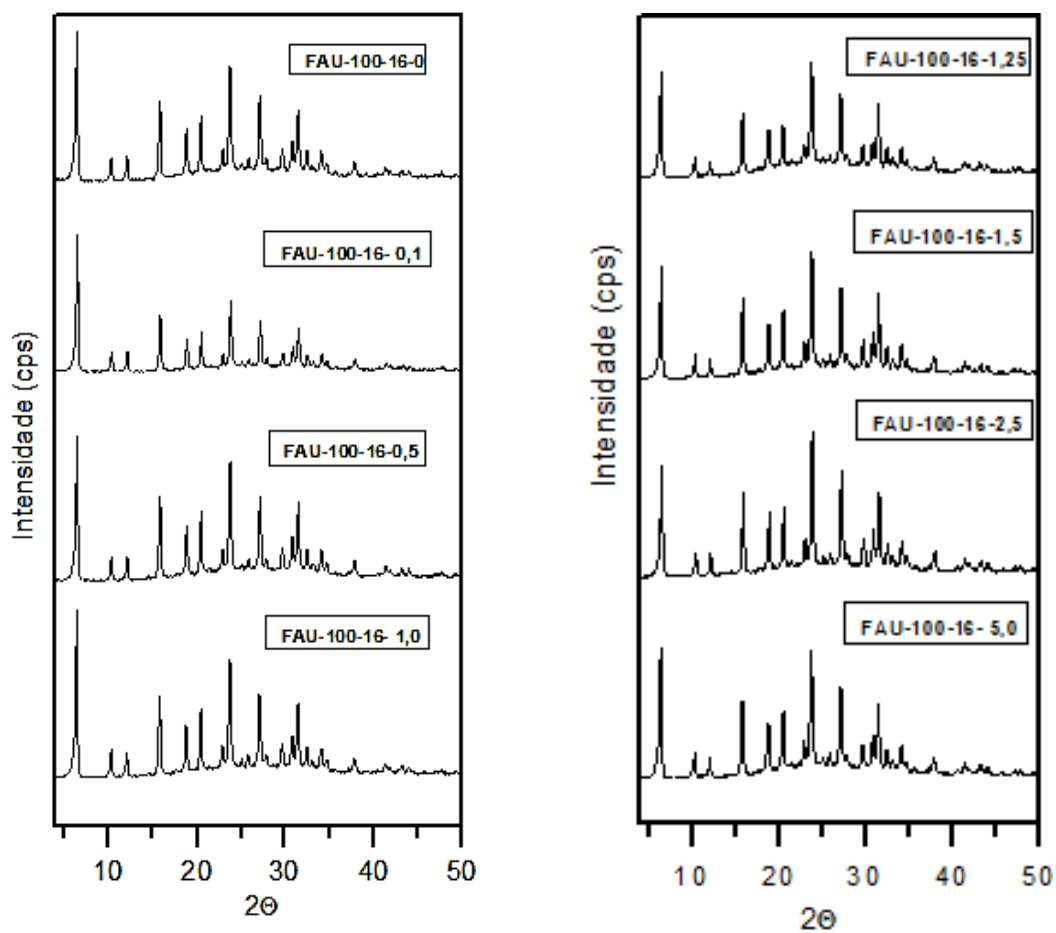 FAU-100-16-0
FAU-100-16- 0,1
FAU-100-16-0,5
FAU-100-16- 1,0
Intensidade (cps)
10 20 30 40 50
2Θ
FAU-100-16-1,25
FAU-100-16-1,5
FAU-100-16-2,5
FAU-100-16- 5,0
Intensidade (cps)
10 20 30 40 50
2Θ